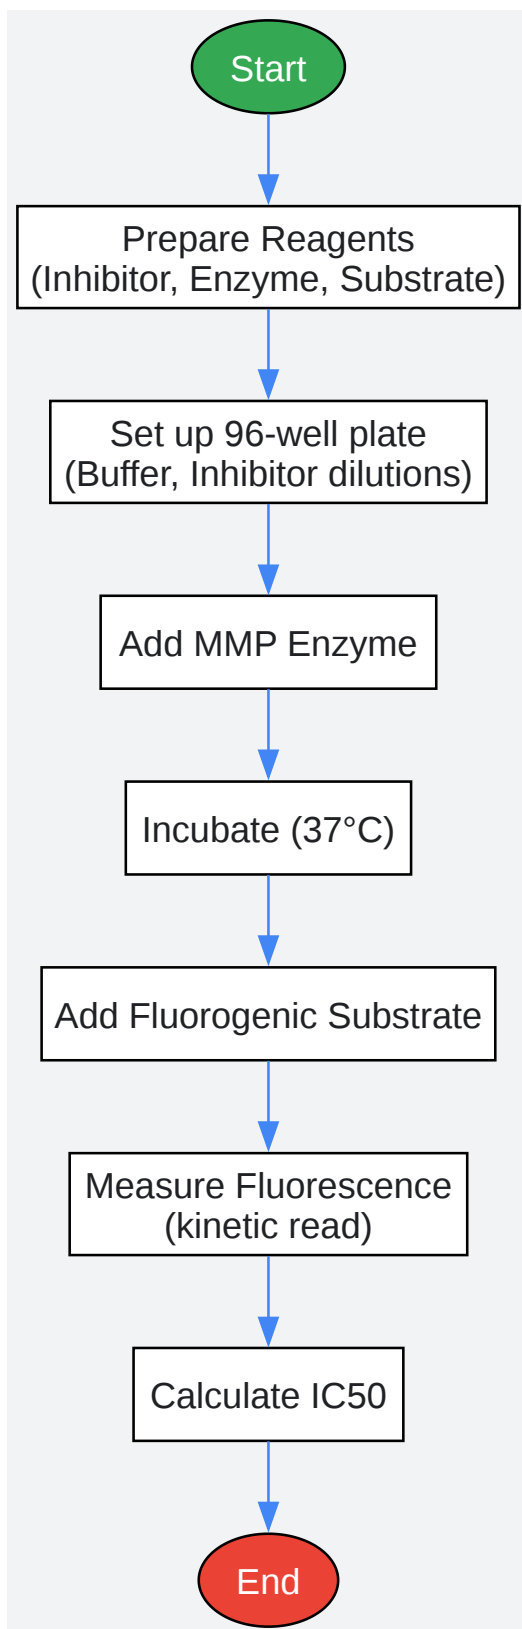 Start
Prepare Reagents
(Inhibitor, Enzyme, Substrate)
Set up 96-well plate
(Buffer, Inhibitor dilutions)
Add MMP Enzyme
Incubate (37°C)
Add Fluorogenic Substrate
Measure Fluorescence
(kinetic read)
Calculate IC50
End